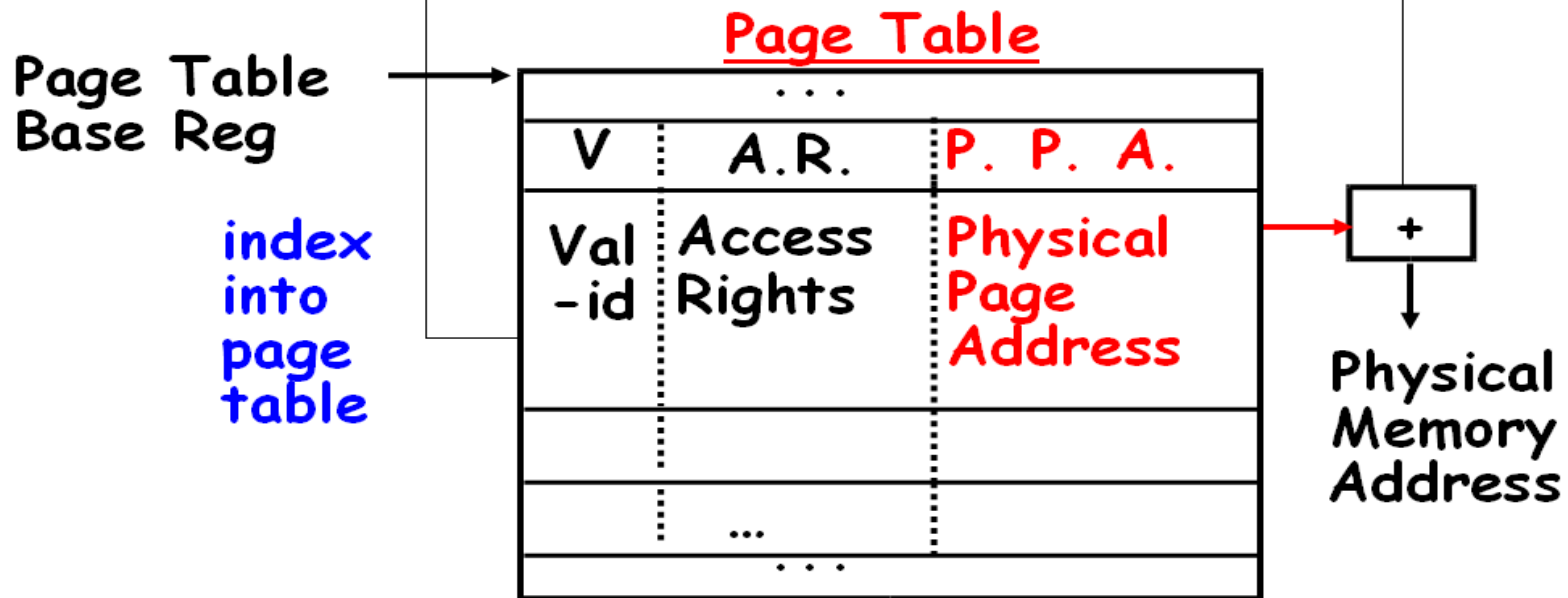 Page Table
Page Table
Base Reg
. . .
V A.R. P. P. A.
index
into
page
table
Val
-id
Access
Rights
Physical
Page
Address
+
Physical
Memory
Address
...
. . .